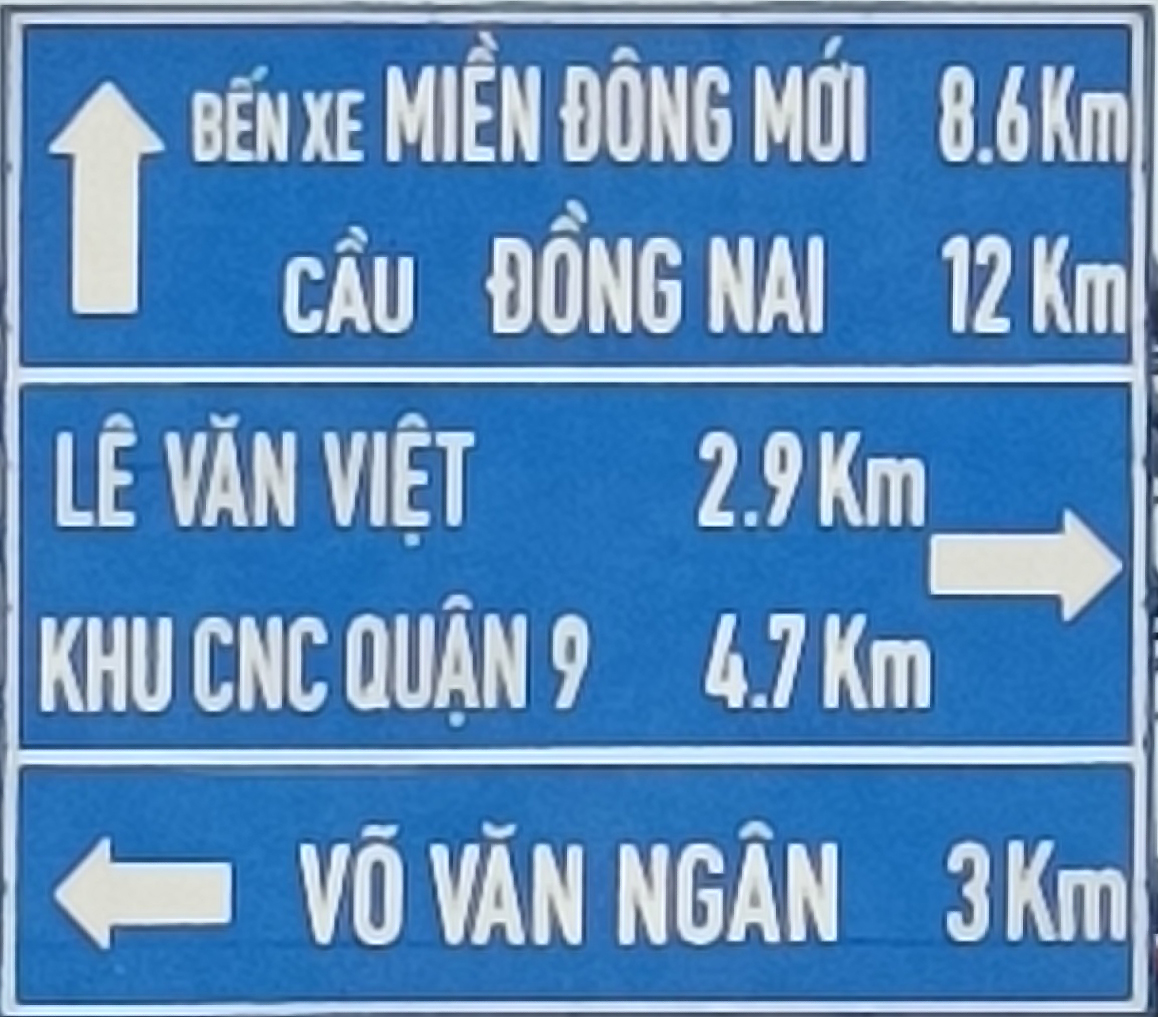 BẾN XE MIỀN ĐÔNG MỚI 8.6 Km
CẦU ĐỒNG NAI 12 Km
LÊ VĂN VIỆT 2.9 Km
KHU CNC QUẬN 9 4.7 Km
VÕ VĂN NGÂN 3 Km